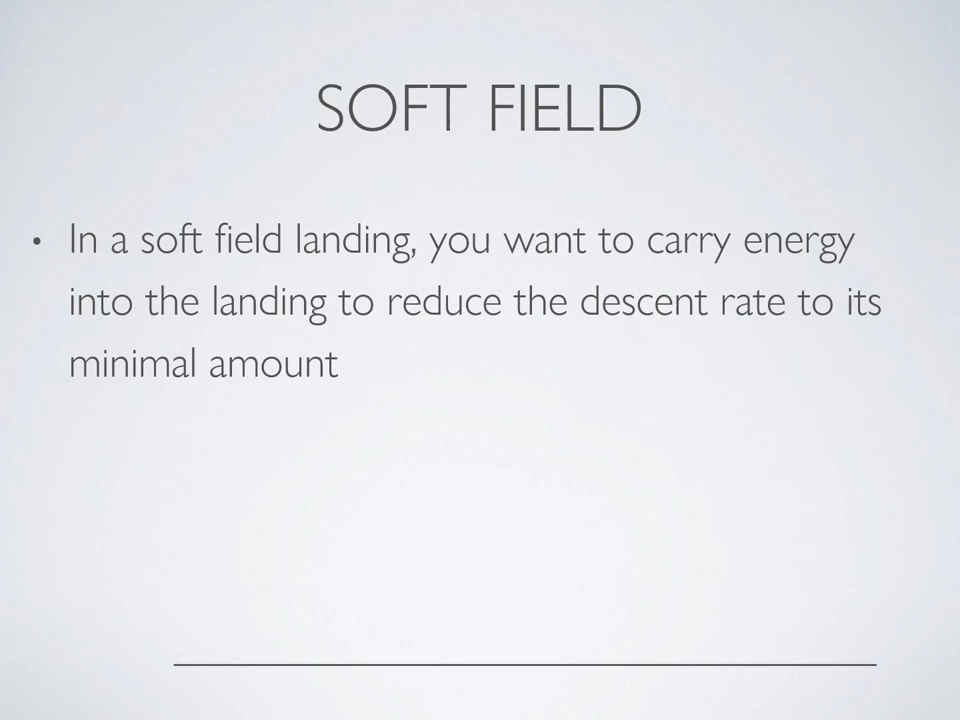 SOFT FIELD
• In a soft field landing, you want to carry energy
into the landing to reduce the descent rate to its
minimal amount